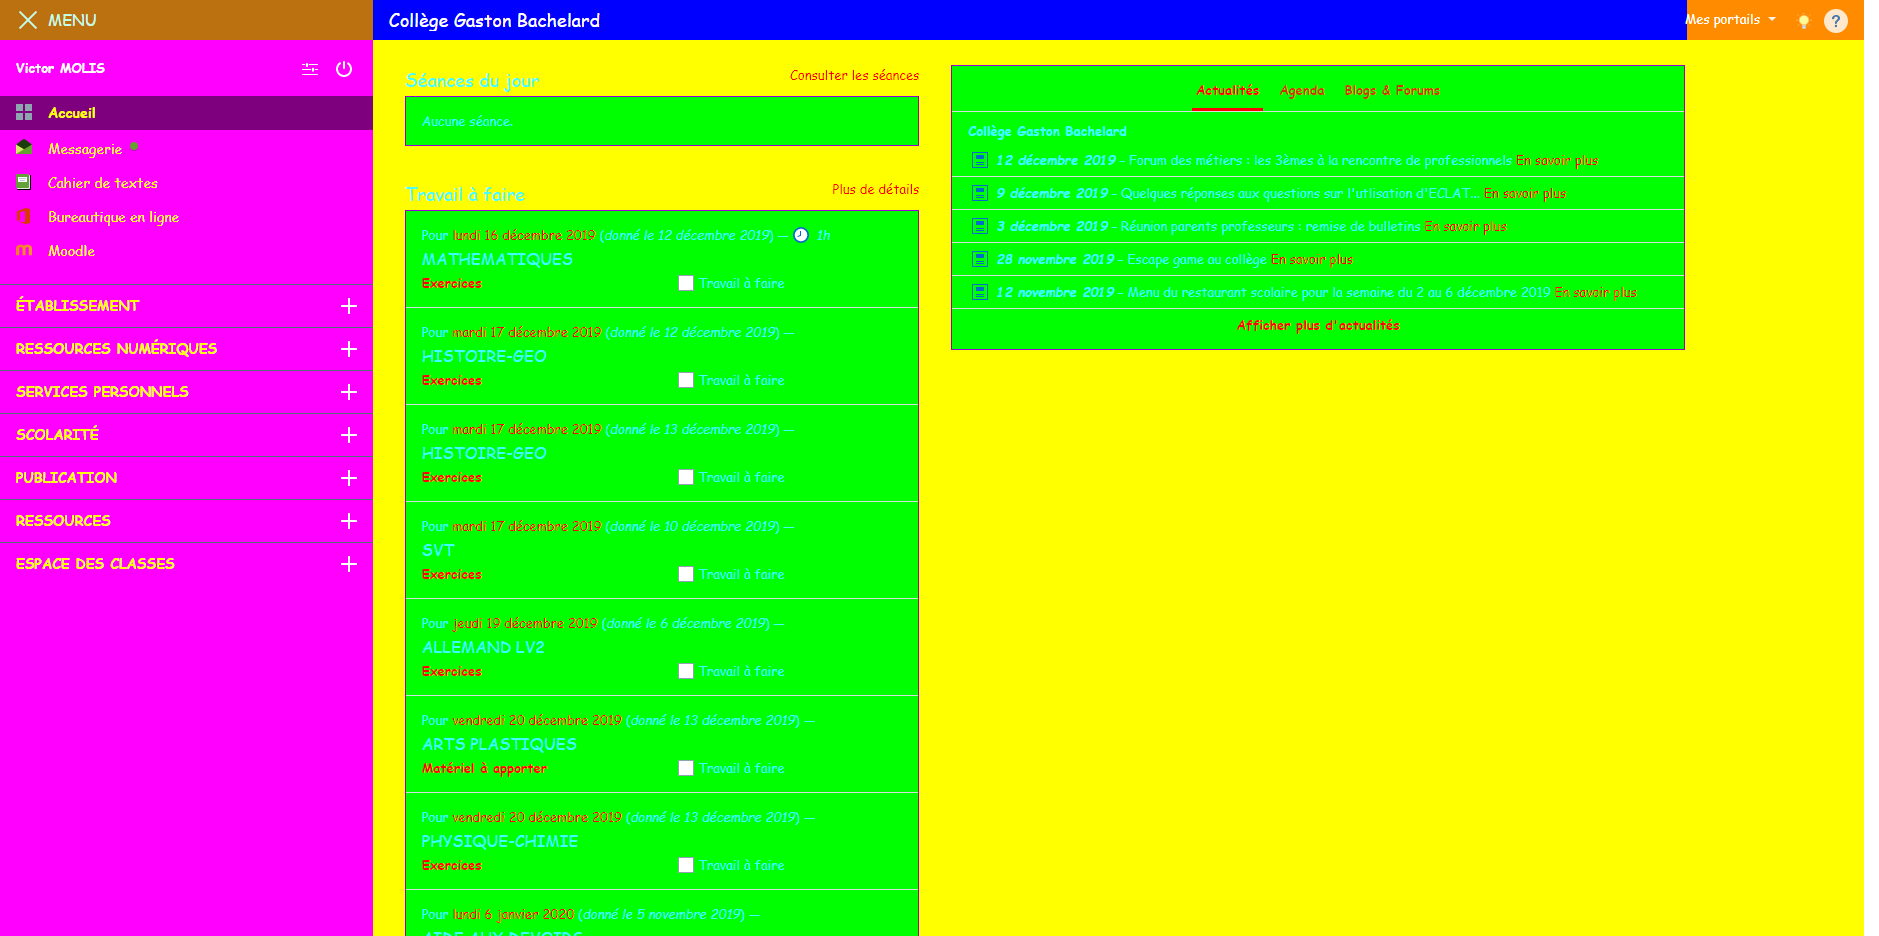 MENU
Collège Gaston Bachelard
Mes portails
?
Victor MOLIS
Accueil
Messagerie
Cahier de textes
Bureautique en ligne
Moodle
ÉTABLISSEMENT
RESSOURCES NUMÉRIQUES
SERVICES PERSONNELS
SCOLARITÉ
PUBLICATION
RESSOURCES
ESPACE DES CLASSES
Séances du jour
Consulter les séances
Aucune séance.
Travail à faire
Plus de détails
Pour lundi 16 décembre 2019 (donné le 12 décembre 2019) — 1h
MATHEMATIQUES
Exercices
Travail à faire
Pour mardi 17 décembre 2019 (donné le 12 décembre 2019) —
HISTOIRE-GEO
Exercices
Travail à faire
Pour mardi 17 décembre 2019 (donné le 13 décembre 2019) —
HISTOIRE-GEO
Exercices
Travail à faire
Pour mardi 17 décembre 2019 (donné le 10 décembre 2019) —
SVT
Exercices
Travail à faire
Pour jeudi 19 décembre 2019 (donné le 6 décembre 2019) —
ALLEMAND LV2
Exercices
Travail à faire
Pour vendredi 20 décembre 2019 (donné le 13 décembre 2019) —
ARTS PLASTIQUES
Matériel à apporter
Travail à faire
Pour vendredi 20 décembre 2019 (donné le 13 décembre 2019) —
PHYSIQUE-CHIMIE
Exercices
Travail à faire
Pour lundi 6 janvier 2020 (donné le 5 novembre 2019) —
AIDE AUX DEVOIRS
Actualités
Agenda
Blogs & Forums
Collège Gaston Bachelard
12 décembre 2019 - Forum des métiers : les 3èmes à la rencontre de professionnels En savoir plus
9 décembre 2019 - Quelques réponses aux questions sur l'utlisation d'ECLAT... En savoir plus
3 décembre 2019 - Réunion parents professeurs : remise de bulletins En savoir plus
28 novembre 2019 - Escape game au collège En savoir plus
12 novembre 2019 - Menu du restaurant scolaire pour la semaine du 2 au 6 décembre 2019 En savoir plus
Afficher plus d'actualités